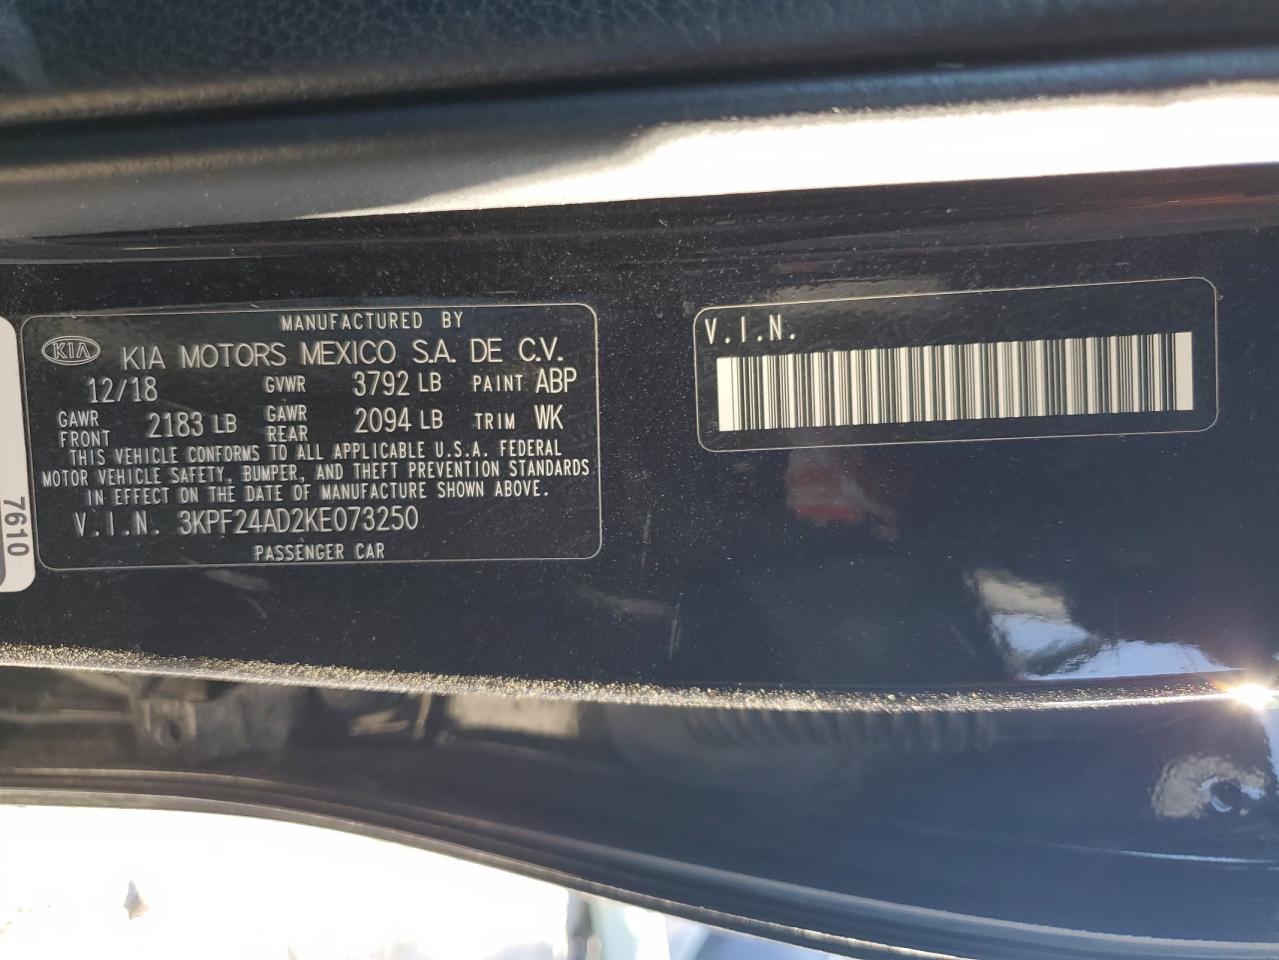 MANUFACTURED BY
KIA KIA MOTORS MEXICO S.A. DE C.V.
12/18 GVWR 3792 LB PAINT ABP
GAWR FRONT 2183 LB GAWR REAR 2094 LB TRIM WK
THIS VEHICLE CONFORMS TO ALL APPLICABLE U.S.A. FEDERAL
MOTOR VEHICLE SAFETY, BUMPER, AND THEFT PREVENTION STANDARDS
IN EFFECT ON THE DATE OF MANUFACTURE SHOWN ABOVE.
V.I.N. 3KPF24AD2KE073250
PASSENGER CAR
V.I.N.
7610